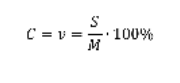 C = ν = S/M · 100%